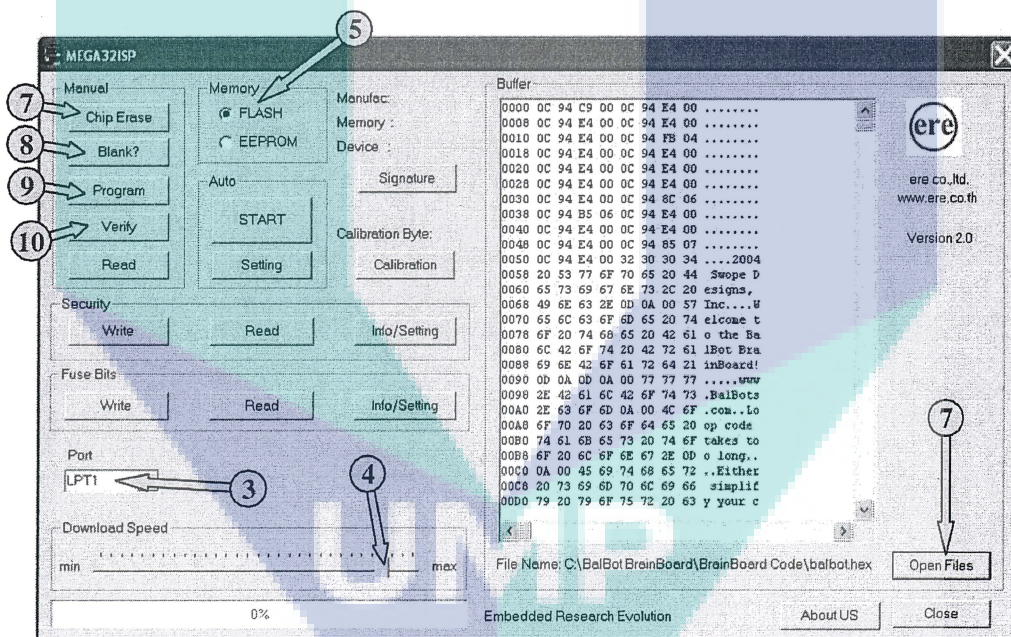 5
MEGA32ISP
Manual
7
Chip Erase
8
Blank?
9
Program
10
Verify
Read
Memory
FLASH
EEPROM
Auto
START
Setting
Manufac:
Memory :
Device :
Signature
Calibration Byte:
Calibration
Security
Write Read Info/Setting
Fuse Bits
Write Read Info/Setting
Port
LPT1
3
4
Download Speed
min max
0%
Buffer
0000 0C 94 C9 00 0C 94 E4 00 ........
0008 0C 94 E4 00 0C 94 E4 00 ........
0010 0C 94 E4 00 0C 94 FB 04 ........
0018 0C 94 E4 00 0C 94 E4 00 ........
0020 0C 94 E4 00 0C 94 E4 00 ........
0028 0C 94 E4 00 0C 94 E4 00 ........
0030 0C 94 E4 00 0C 94 8C 06 ........
0038 0C 94 B5 06 0C 94 E4 00 ........
0040 0C 94 E4 00 0C 94 E4 00 ........
0048 0C 94 E4 00 0C 94 85 07 ........
0050 0C 94 E4 00 32 30 30 34 ....2004
0058 20 53 77 6F 70 65 20 44 Swope D
0060 65 73 69 67 6E 73 2C 20 esigns,
0068 49 6E 63 2E 0D 0A 00 57 Inc....W
0070 65 6C 63 6F 6D 65 20 74 elcome t
0078 6F 20 74 68 65 20 42 61 o the Ba
0080 6C 42 6F 74 20 42 72 61 lBot Bra
0088 69 6E 42 6F 61 72 64 21 inBoard!
0090 0D 0A 0D 0A 00 77 77 77 .....www
0098 2E 42 61 6C 42 6F 74 73 .BalBots
00A0 2E 63 6F 6D 0A 00 4C 6F .com..Lo
00A8 6F 70 20 63 6F 64 65 20 op code
00B0 74 61 6B 65 73 20 74 6F takes to
00B8 6F 20 6C 6F 6E 67 2E 0D o long..
00C0 0A 00 45 69 74 68 65 72 ..Either
00C8 20 73 69 6D 70 6C 69 66 simplif
00D0 79 20 79 6F 75 72 20 63 y your c
File Name: C:\BalBot BrainBoard\BrainBoard Code\balbot.hex
Embedded Research Evolution
ere
ere co.,ltd.
www.ere.co.th
Version 2.0
7
Open Files
About US
Close
UMP